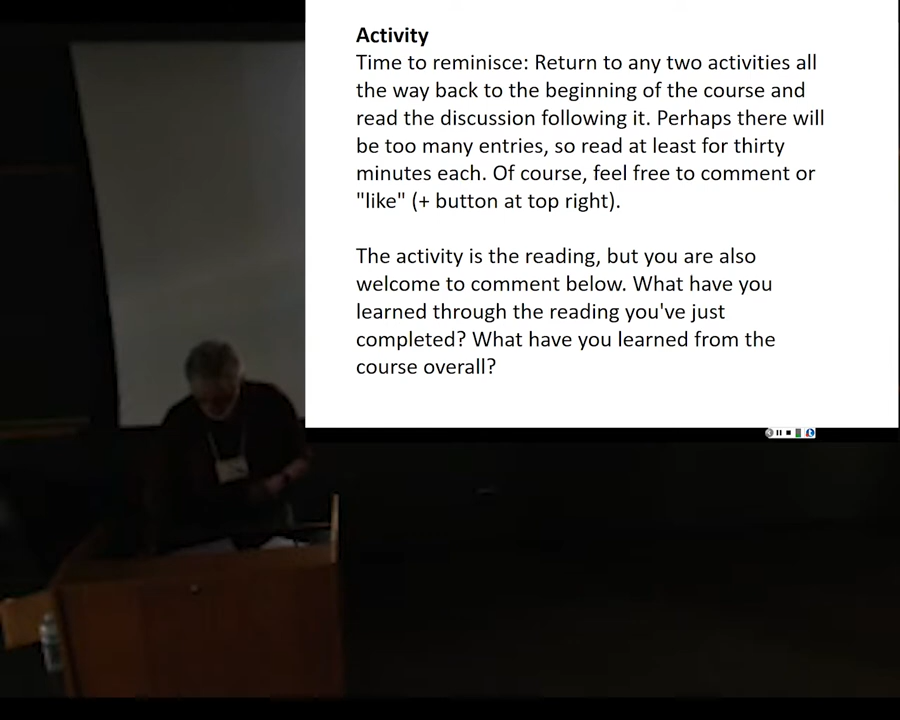 Activity
Time to reminisce: Return to any two activities all
the way back to the beginning of the course and
read the discussion following it. Perhaps there will
be too many entries, so read at least for thirty
minutes each. Of course, feel free to comment or
"like" (+ button at top right).
The activity is the reading, but you are also
welcome to comment below. What have you
learned through the reading you've just
completed? What have you learned from the
course overall?